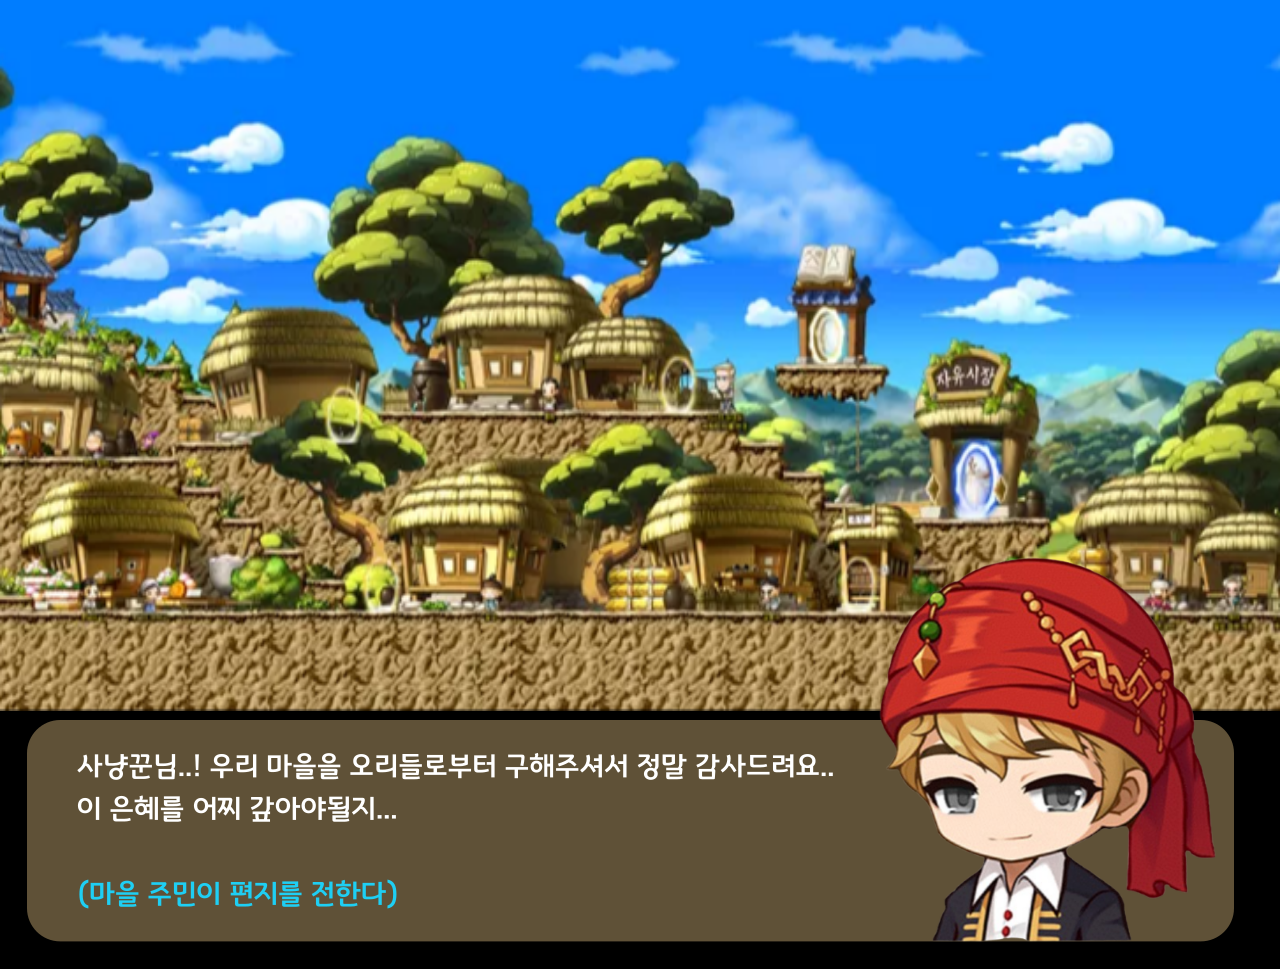 자유시장
사냥꾼님..! 우리 마을을 오리들로부터 구해주셔서 정말 감사드려요..
이 은혜를 어찌 갚아야될지...
(마을 주민이 편지를 전한다)